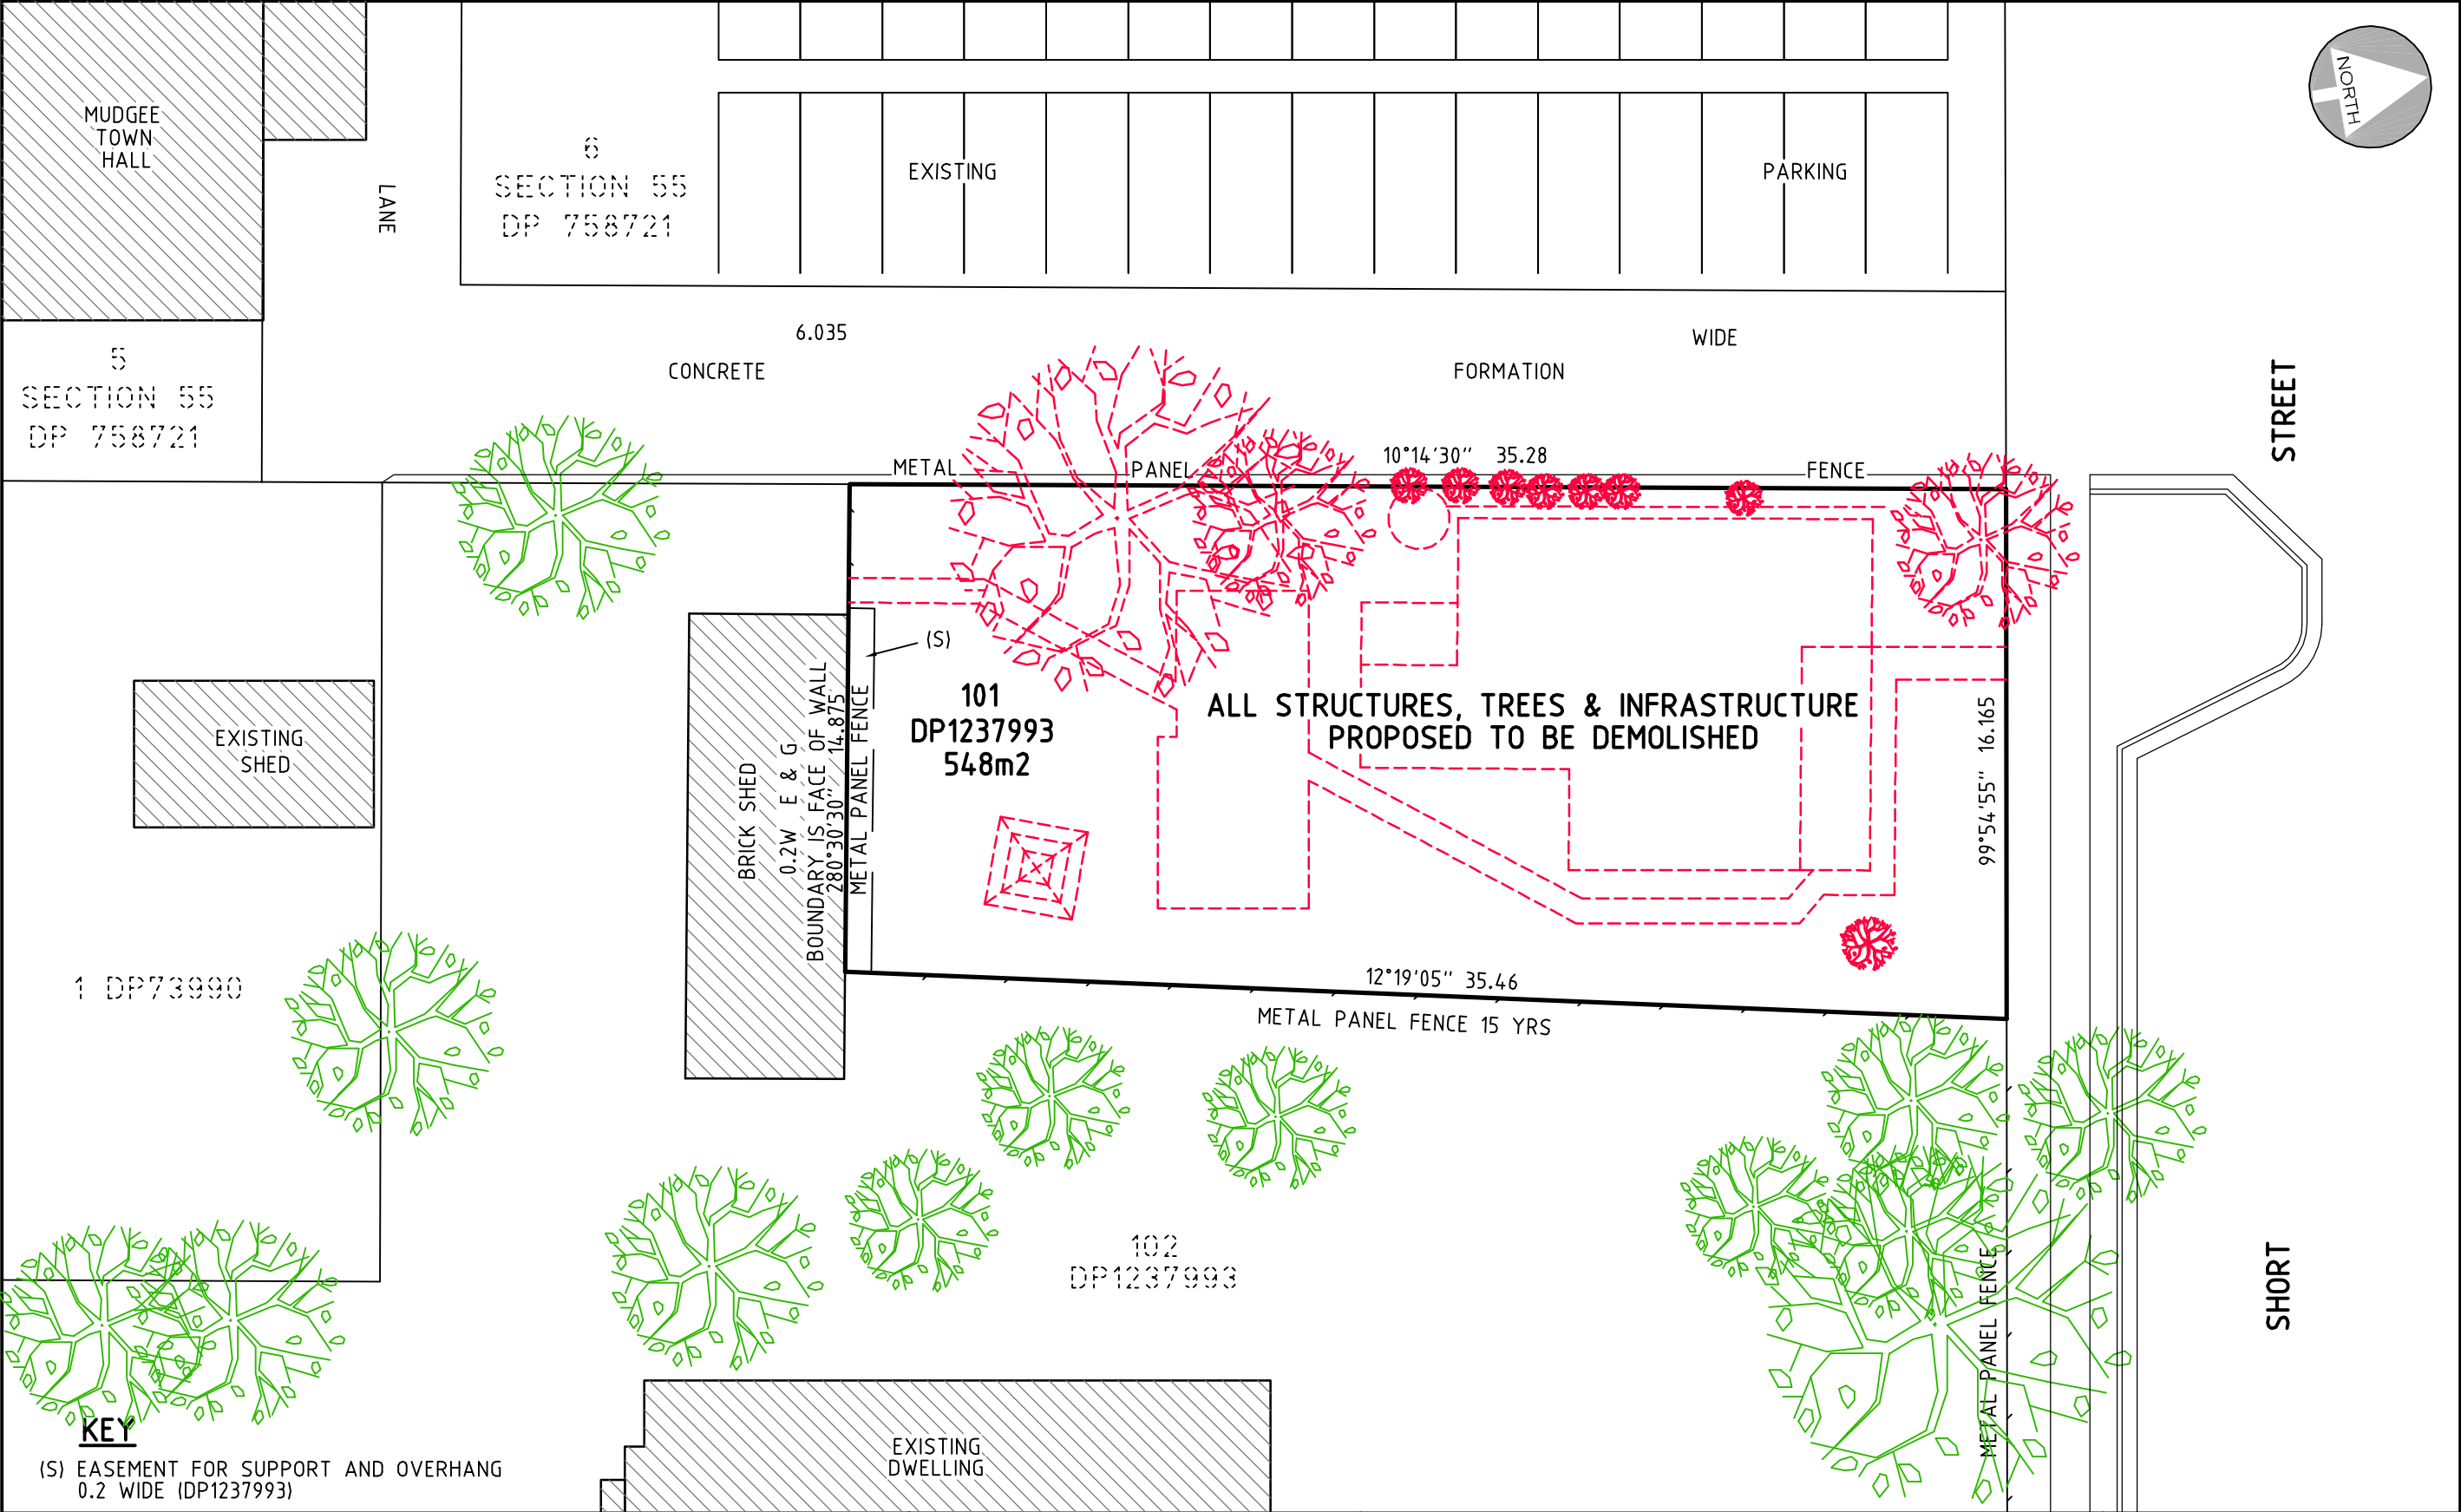 MUDGEE
TOWN
HALL
LANE
6
SECTION 55
DP 758721
EXISTING
PARKING
NORTH
5
SECTION 55
DP 758721
6.035
WIDE
CONCRETE
FORMATION
STREET
METAL
PANEL
10°14'30" 35.28
FENCE
(S)
101
DP1237993
548m2
ALL STRUCTURES, TREES & INFRASTRUCTURE
PROPOSED TO BE DEMOLISHED
EXISTING
SHED
BRICK SHED
0.2W E & G
BOUNDARY IS FACE OF WALL
280°30'30" 14.875
METAL PANEL FENCE
99°54'55" 16.165
12°19'05" 35.46
METAL PANEL FENCE 15 YRS
1 DP73990
102
DP1237993
METAL PANEL FENCE
SHORT
KEY
(S) EASEMENT FOR SUPPORT AND OVERHANG
0.2 WIDE (DP1237993)
EXISTING
DWELLING